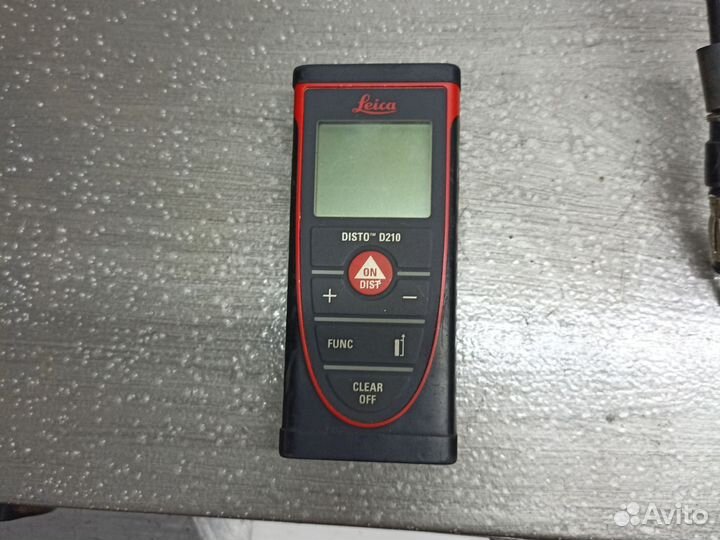 Leica
DISTO™ D210
ON
DIST
+ −
FUNC
CLEAR
OFF
Avito